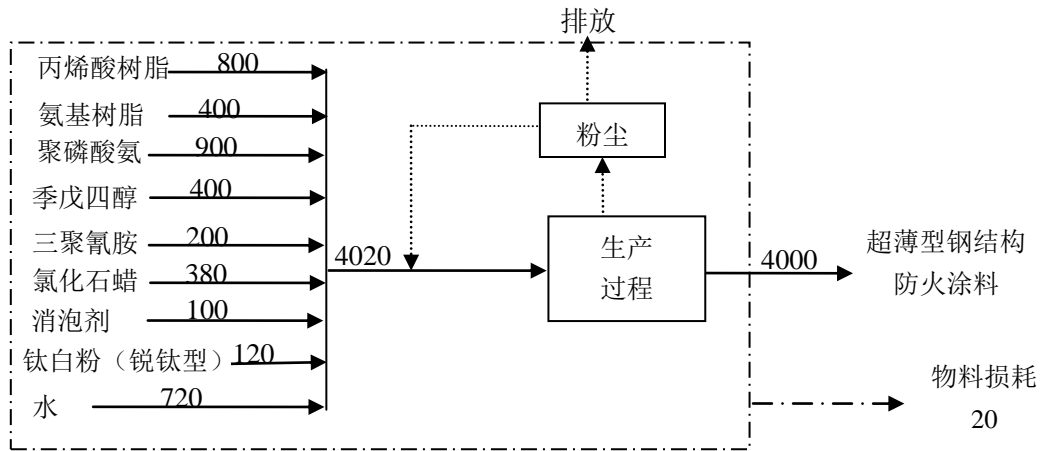 排放
丙烯酸树脂 800
氨基树脂 400
聚磷酸氨 900
季戊四醇 400
三聚氰胺 200
氯化石蜡 380
消泡剂 100
钛白粉（锐钛型） 120
水 720
4020
粉尘
生产
过程
4000
超薄型钢结构
防火涂料
物料损耗
20